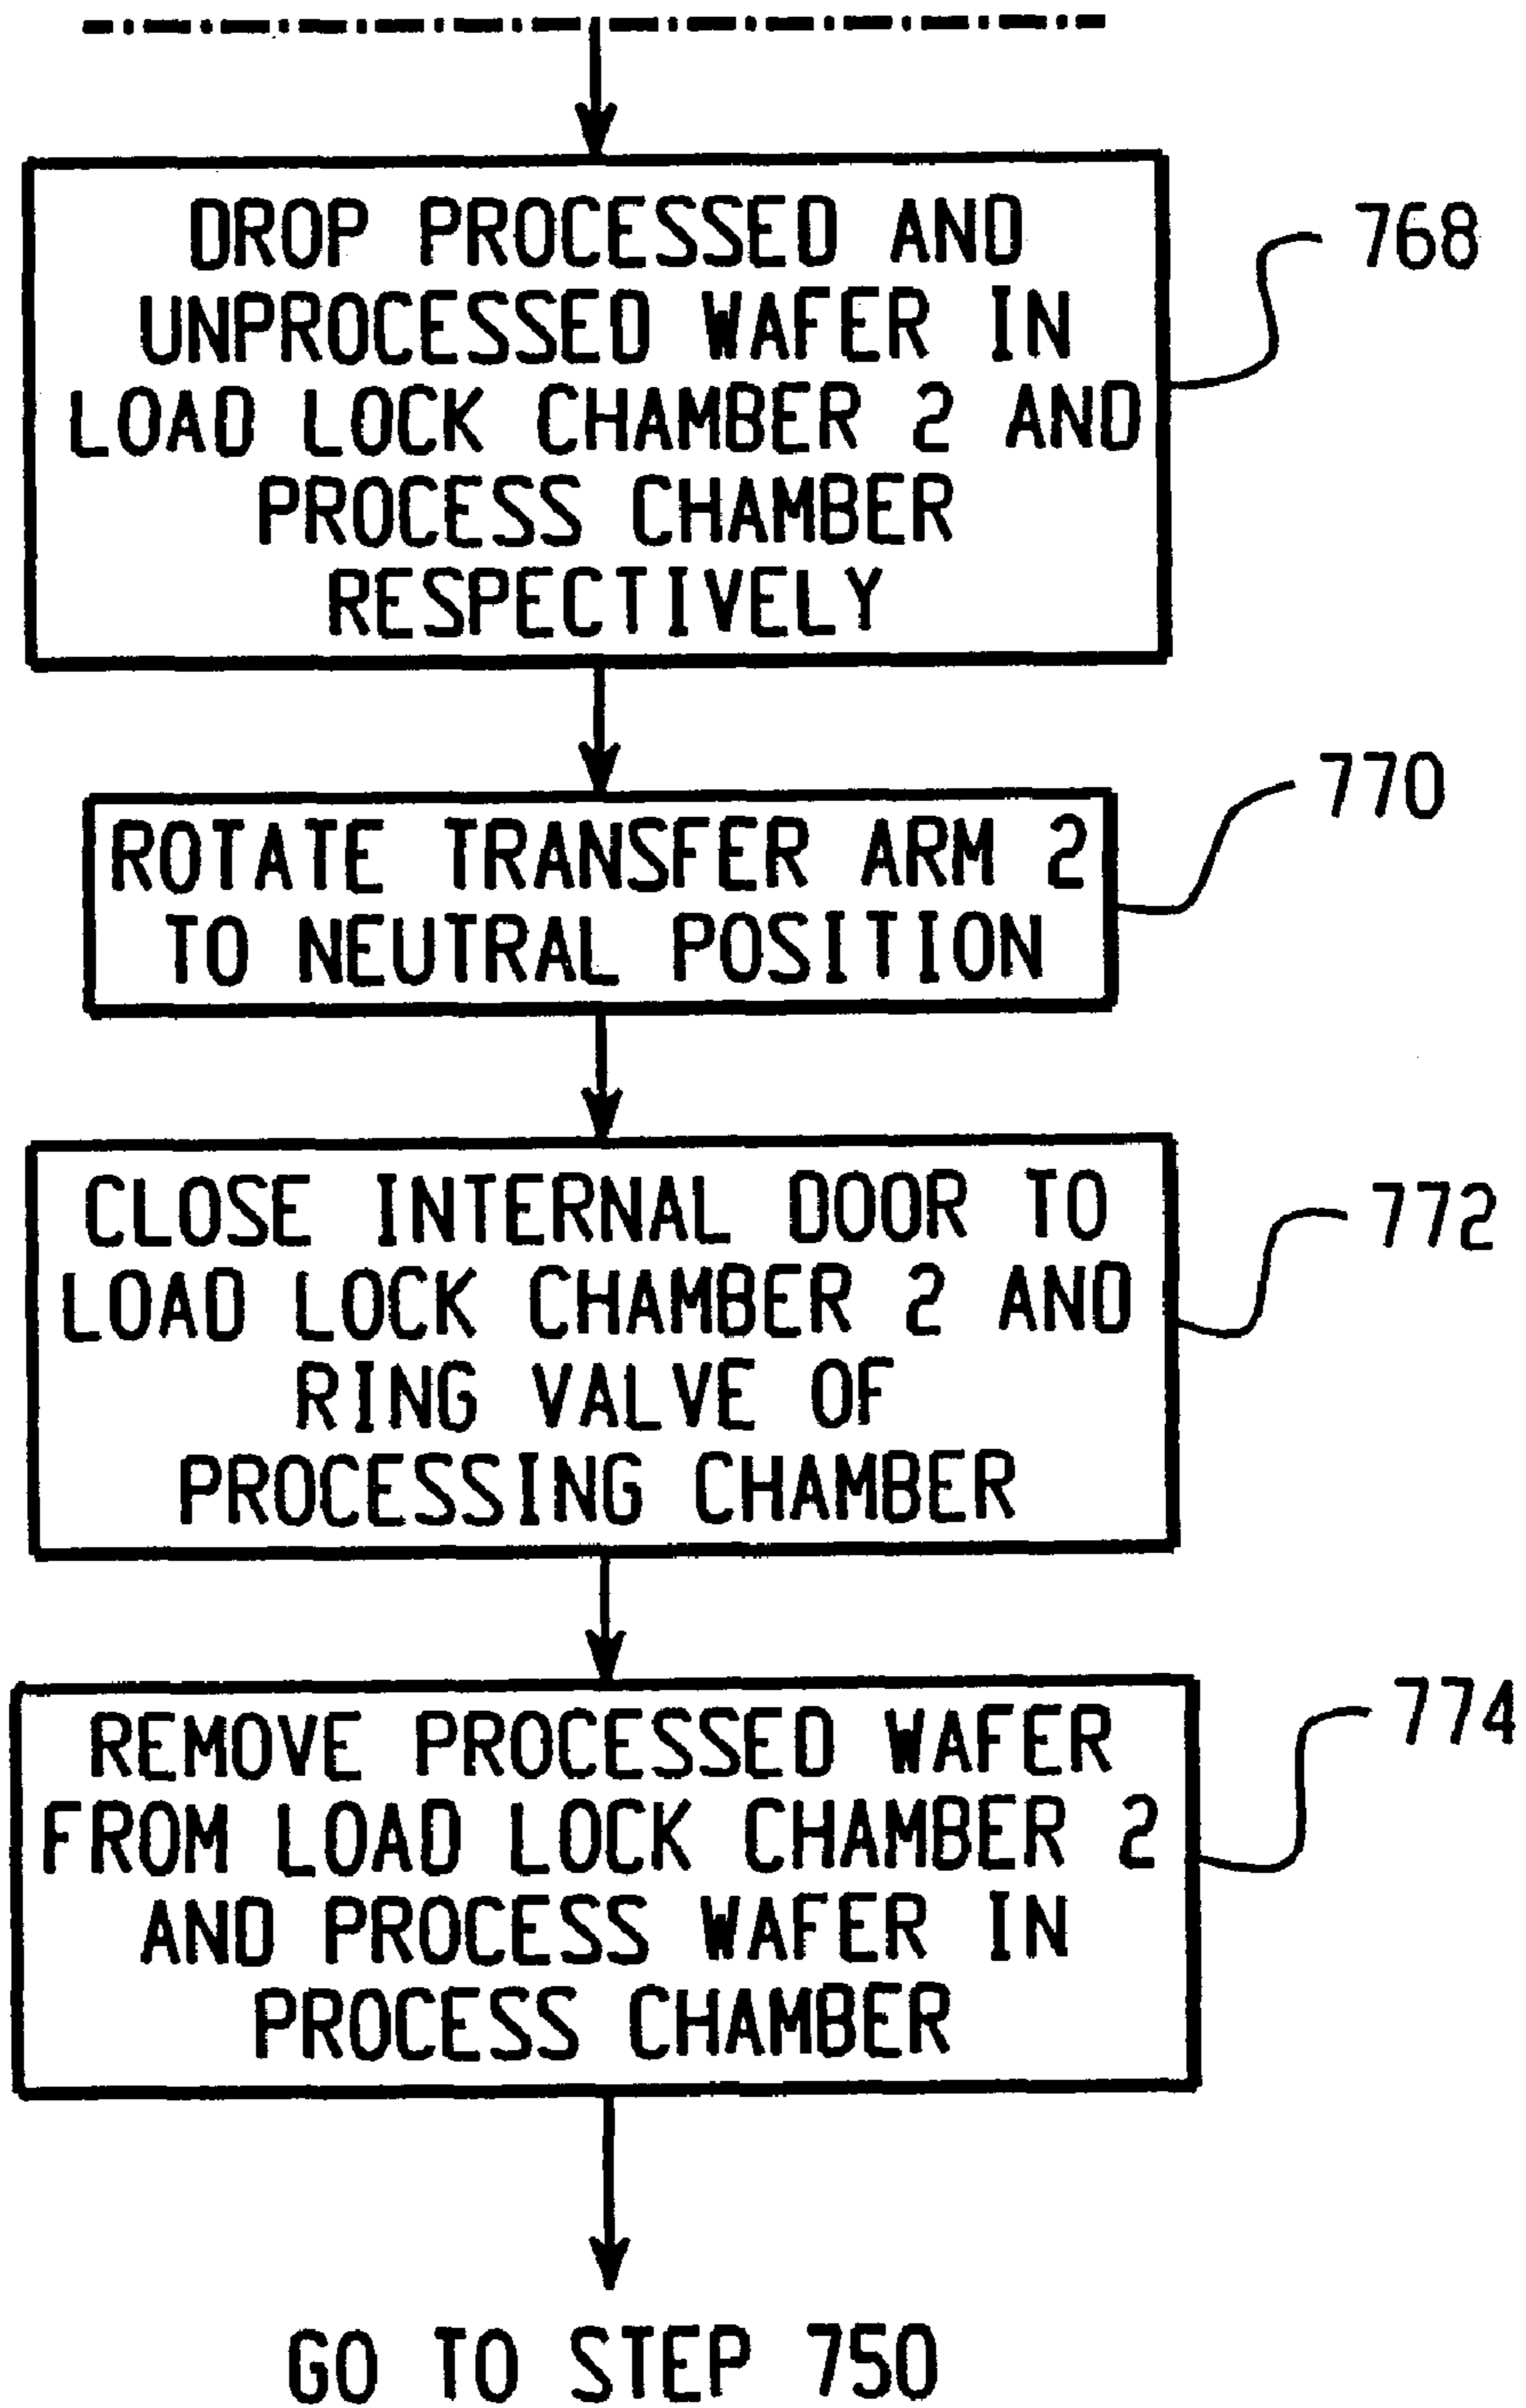 DROP PROCESSED AND
UNPROCESSED WAFER IN
LOAD LOCK CHAMBER 2 AND
PROCESS CHAMBER
RESPECTIVELY
768
ROTATE TRANSFER ARM 2
TO NEUTRAL POSITION
770
CLOSE INTERNAL DOOR TO
LOAD LOCK CHAMBER 2 AND
RING VALVE OF
PROCESSING CHAMBER
772
REMOVE PROCESSED WAFER
FROM LOAD LOCK CHAMBER 2
AND PROCESS WAFER IN
PROCESS CHAMBER
774
GO TO STEP 750